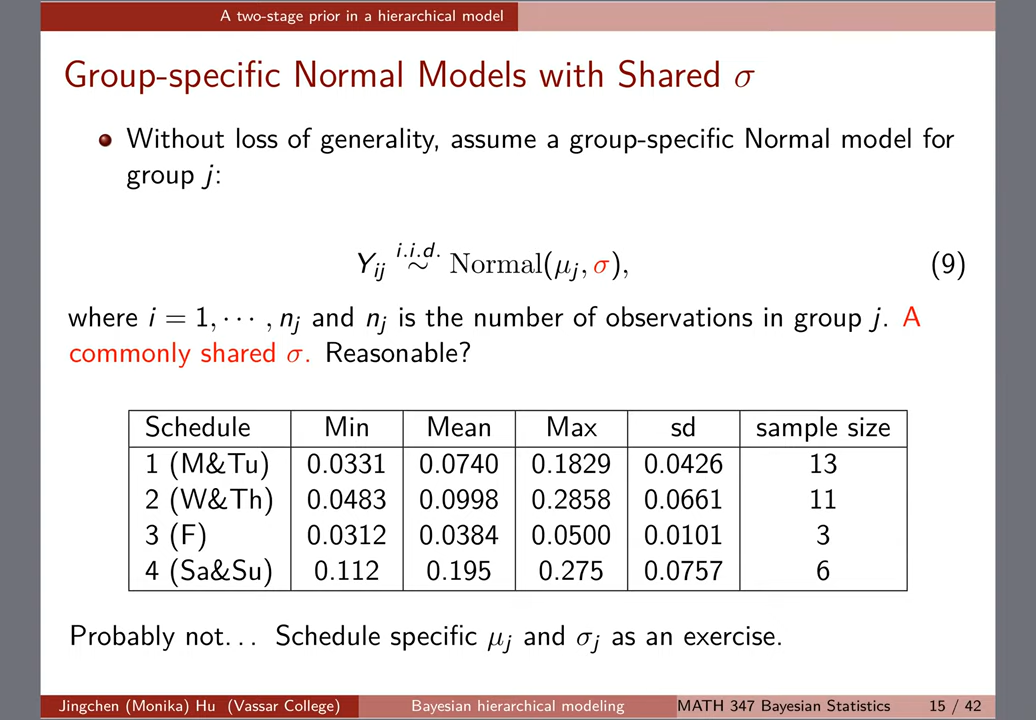 A two-stage prior in a hierarchical model
Group-specific Normal Models with Shared σ
Without loss of generality, assume a group-specific Normal model for
group j:
Y_ij i.i.d. ∼ Normal(μ_j, σ), (9)
where i = 1, ⋯ , n_j and n_j is the number of observations in group j. A
commonly shared σ. Reasonable?
Schedule Min Mean Max sd sample size
1 (M&Tu) 0.0331 0.0740 0.1829 0.0426 13
2 (W&Th) 0.0483 0.0998 0.2858 0.0661 11
3 (F) 0.0312 0.0384 0.0500 0.0101 3
4 (Sa&Su) 0.112 0.195 0.275 0.0757 6
Probably not... Schedule specific μ_j and σ_j as an exercise.
Jingchen (Monika) Hu (Vassar College) Bayesian hierarchical modeling MATH 347 Bayesian Statistics 15 / 42